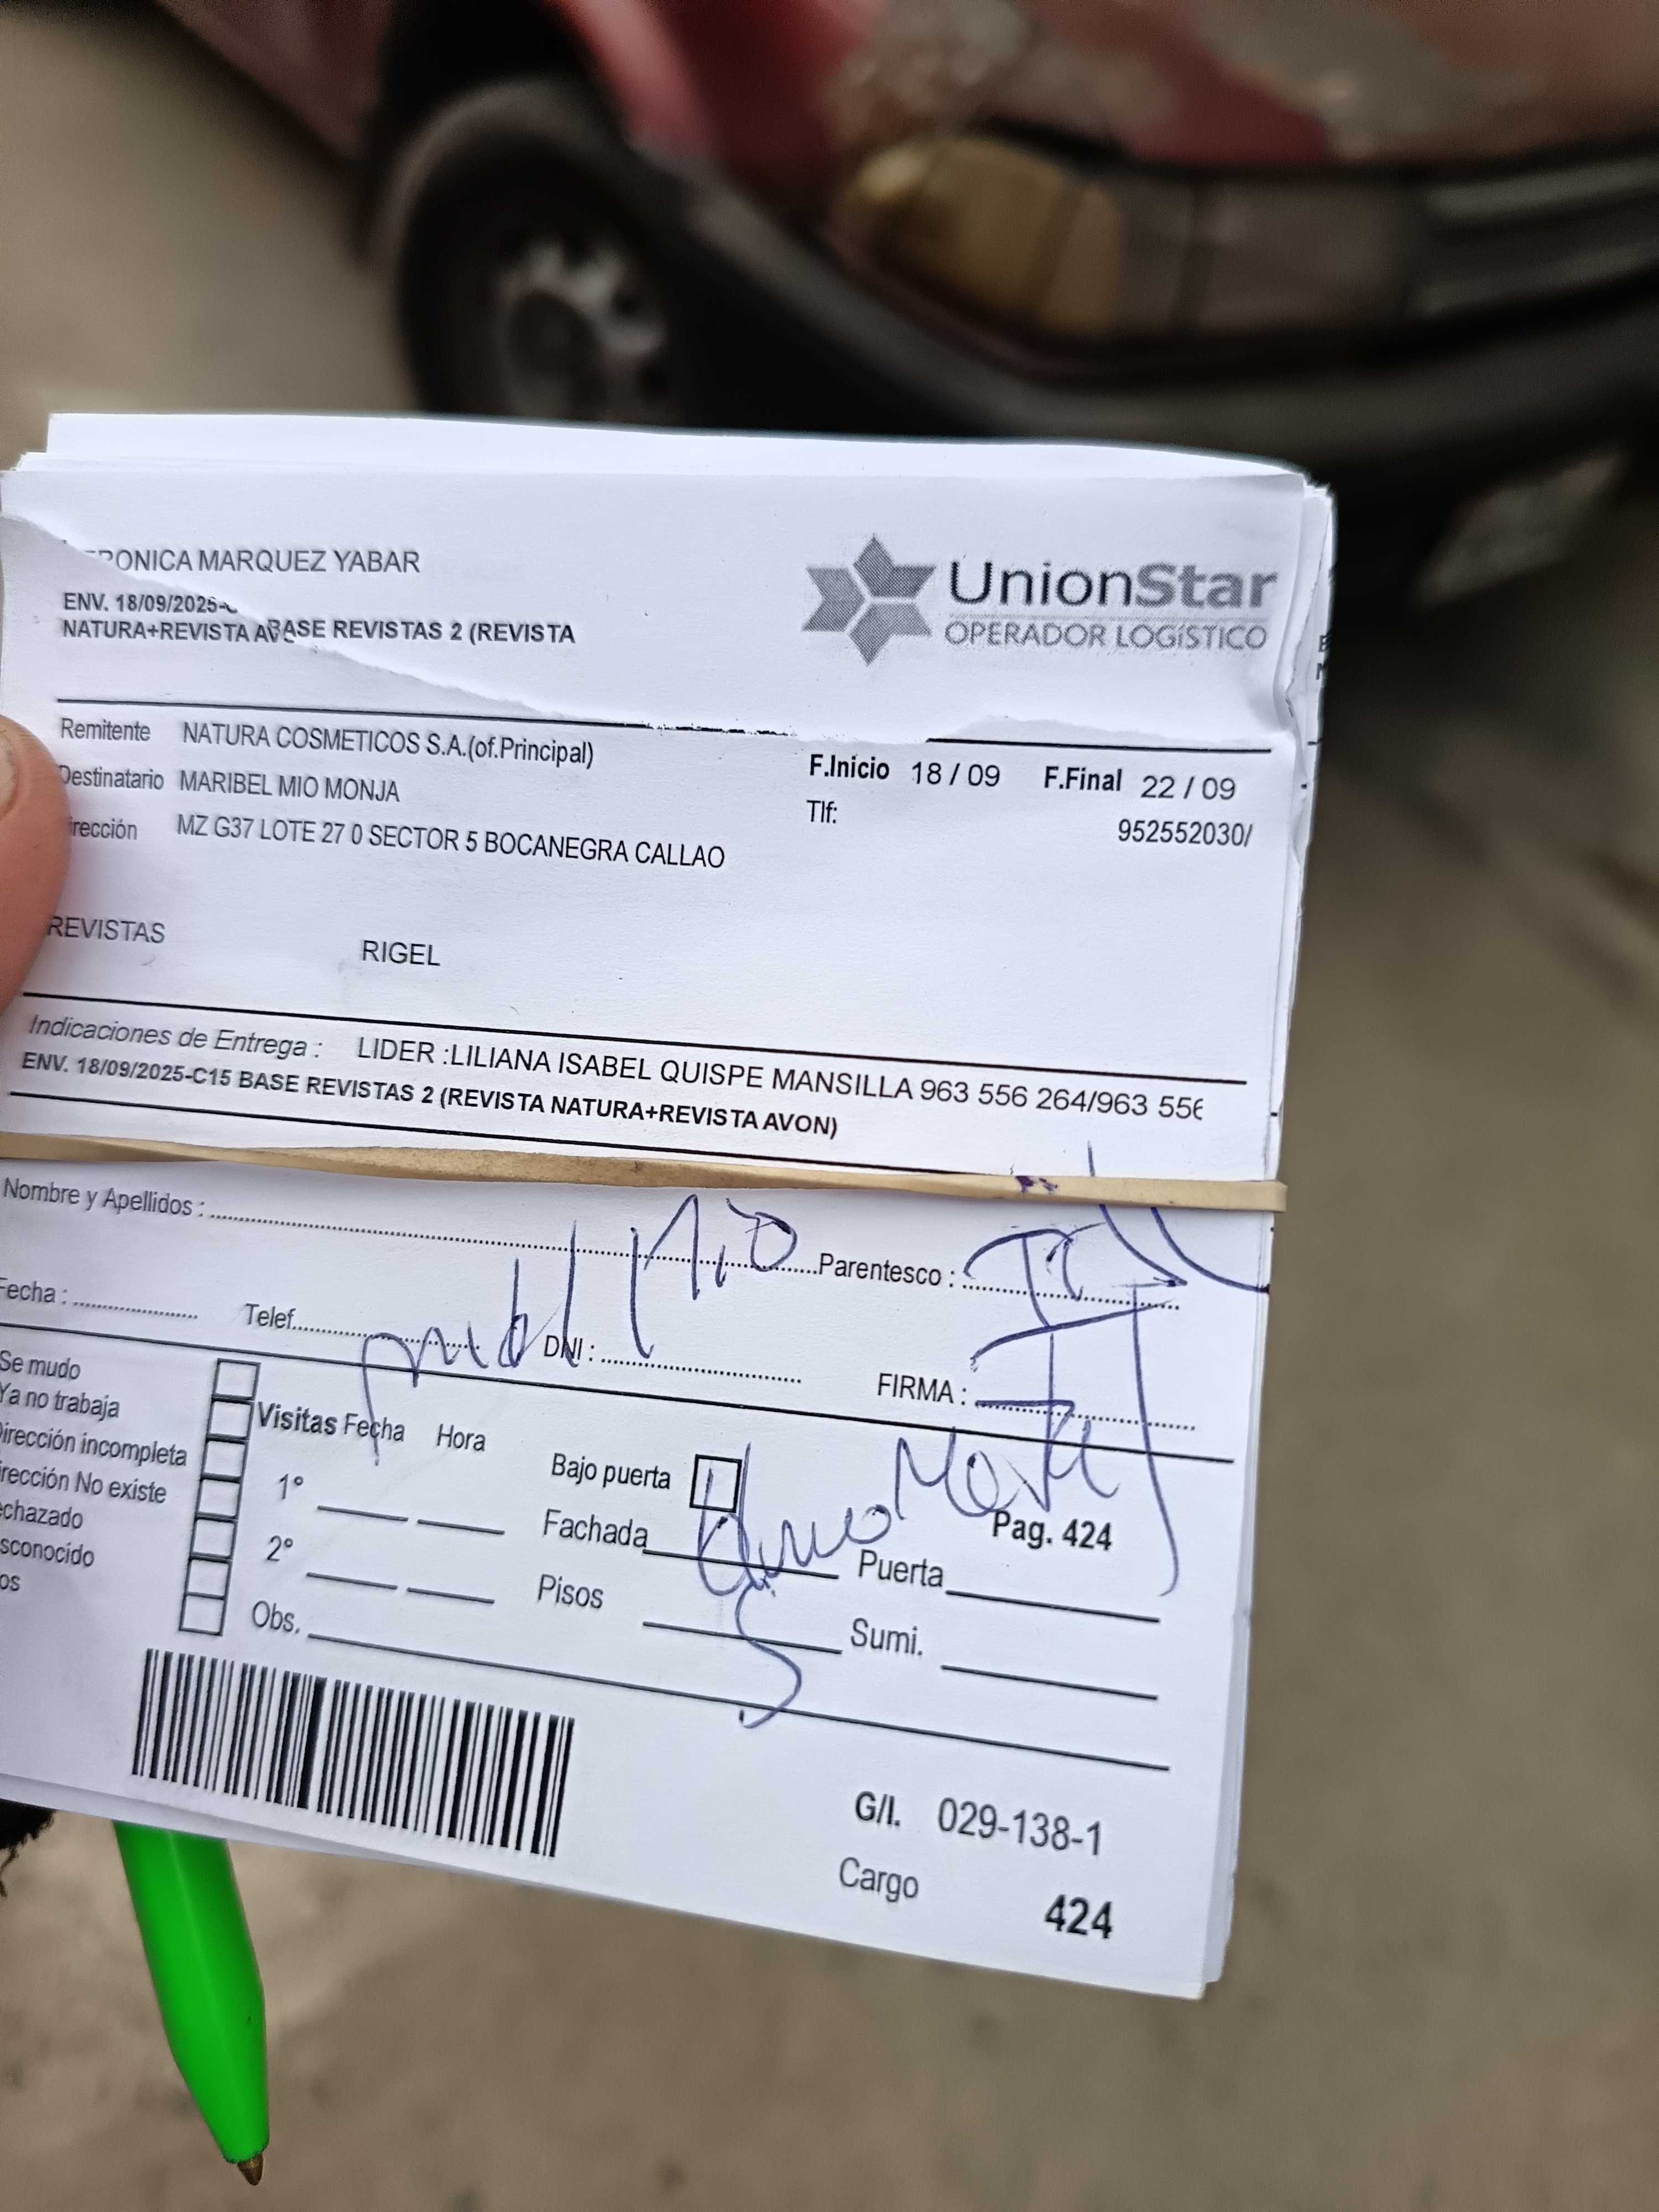 RONICA MARQUEZ YABAR
ENV. 18/09/2025-
NATURA+REVISTA AV BASE REVISTAS 2 (REVISTA
UnionStar
OPERADOR LOGÍSTICO
Remitente NATURA COSMETICOS S.A.(of.Principal)
Destinatario MARIBEL MIO MONJA
irección MZ G37 LOTE 27 0 SECTOR 5 BOCANEGRA CALLAO
F.Inicio 18 / 09 F.Final 22 / 09
Tlf: 952552030/
REVISTAS RIGEL
Indicaciones de Entrega : LIDER :LILIANA ISABEL QUISPE MANSILLA 963 556 264/963 556
ENV. 18/09/2025-C15 BASE REVISTAS 2 (REVISTA NATURA+REVISTA AVON)
Nombre y Apellidos : Mio Parentesco :
Fecha : Telef. DNI : FIRMA :
Se mudo
Ya no trabaja
irección incompleta
rección No existe
echazado
sconocido
os
Visitas Fecha Hora
1°
2°
Obs.
Bajo puerta
Pag. 424
Fachada Puerta
Pisos Sumi.
G/I. 029-138-1
Cargo 424